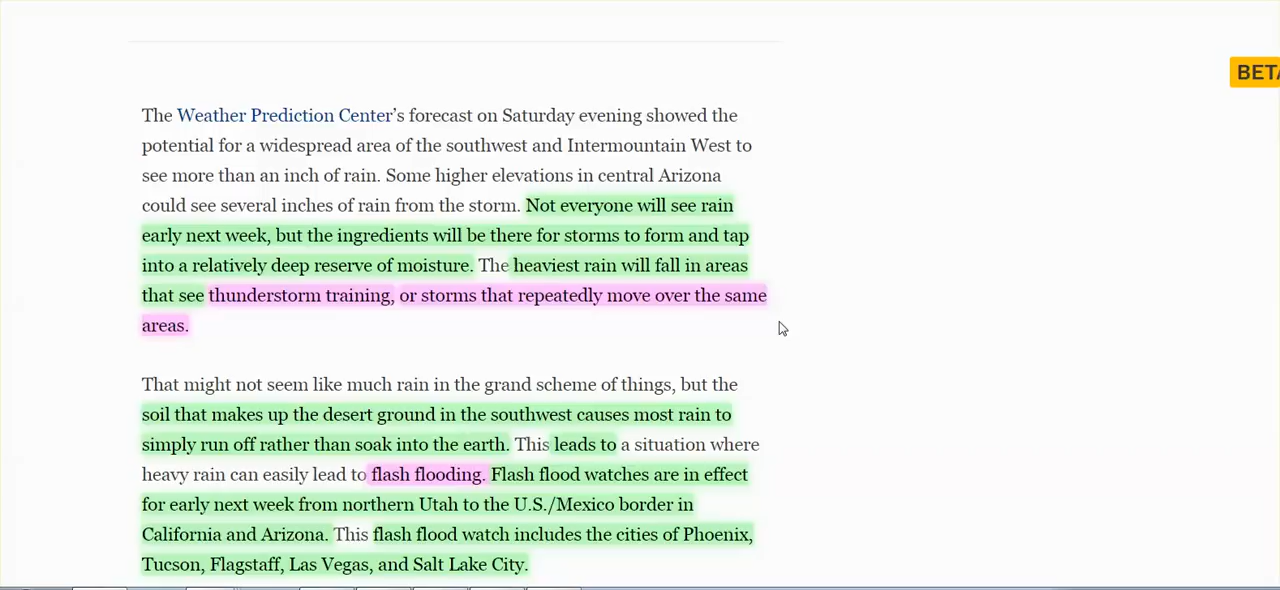 BETA
The Weather Prediction Center’s forecast on Saturday evening showed the
potential for a widespread area of the southwest and Intermountain West to
see more than an inch of rain. Some higher elevations in central Arizona
could see several inches of rain from the storm. Not everyone will see rain
early next week, but the ingredients will be there for storms to form and tap
into a relatively deep reserve of moisture. The heaviest rain will fall in areas
that see thunderstorm training, or storms that repeatedly move over the same
areas.
That might not seem like much rain in the grand scheme of things, but the
soil that makes up the desert ground in the southwest causes most rain to
simply run off rather than soak into the earth. This leads to a situation where
heavy rain can easily lead to flash flooding. Flash flood watches are in effect
for early next week from northern Utah to the U.S./Mexico border in
California and Arizona. This flash flood watch includes the cities of Phoenix,
Tucson, Flagstaff, Las Vegas, and Salt Lake City.